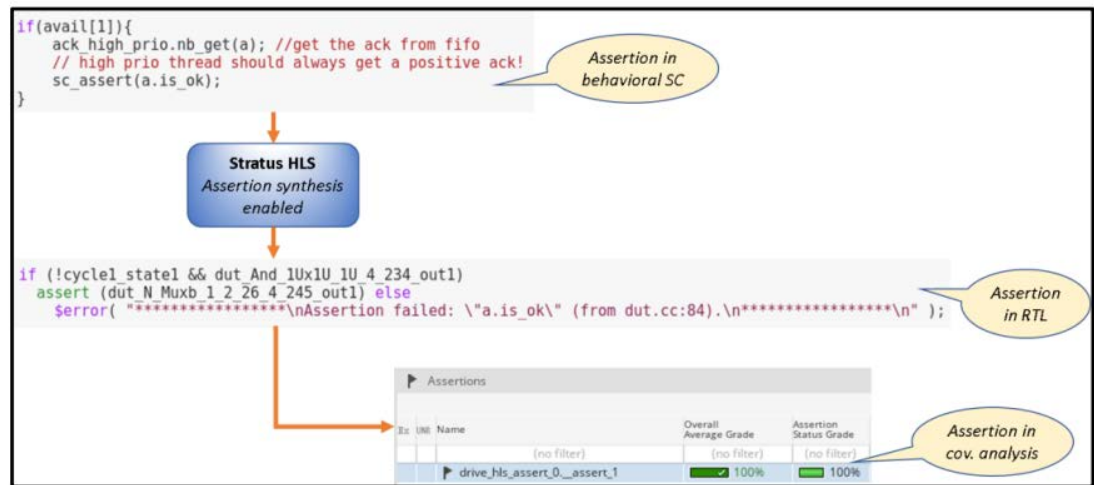 if(avail[1]){
ack_high_prio.nb_get(a); //get the ack from fifo
// high prio thread should always get a positive ack!
sc_assert(a.is_ok);
}
Assertion in
behavioral SC
Stratus HLS
Assertion synthesis
enabled
if (!cycle1_state1 && dut_And_1Ux1U_1U_4_234_out1)
assert (dut_N_Muxb_1_2_26_4_245_out1) else
$error( "*****************\nAssertion failed: \"a.is_ok\" (from dut.cc:84).\n*****************\n" );
Assertion
in RTL
Assertions
Ex UNR Name Overall Average Grade Assertion Status Grade
(no filter) (no filter) (no filter)
drive_hls_assert_0.__assert_1 100% 100%
Assertion in
cov. analysis